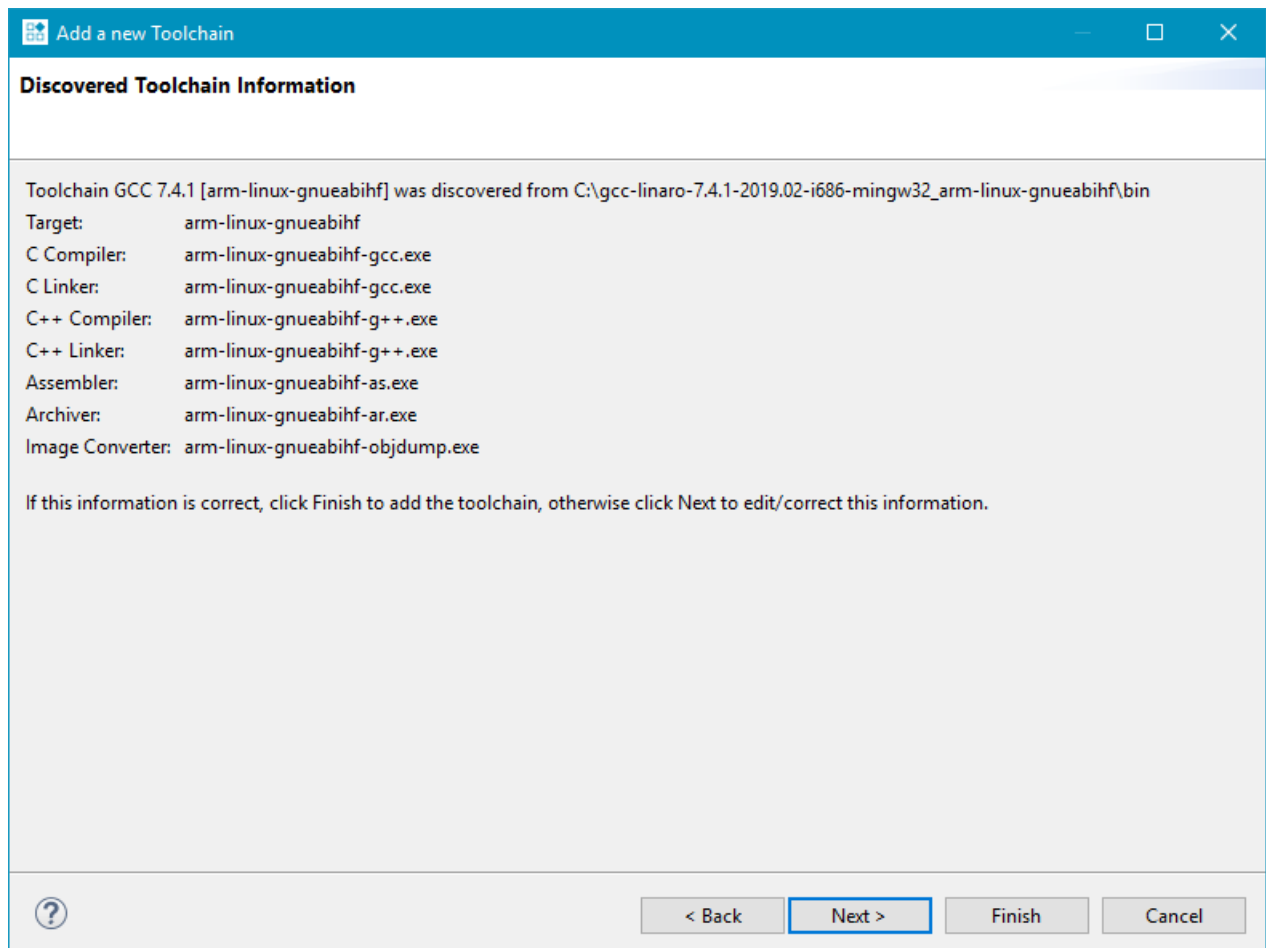 Add a new Toolchain
Discovered Toolchain Information
Toolchain GCC 7.4.1 [arm-linux-gnueabihf] was discovered from C:\gcc-linaro-7.4.1-2019.02-i686-mingw32_arm-linux-gnueabihf\bin
Target: arm-linux-gnueabihf
C Compiler: arm-linux-gnueabihf-gcc.exe
C Linker: arm-linux-gnueabihf-gcc.exe
C++ Compiler: arm-linux-gnueabihf-g++.exe
C++ Linker: arm-linux-gnueabihf-g++.exe
Assembler: arm-linux-gnueabihf-as.exe
Archiver: arm-linux-gnueabihf-ar.exe
Image Converter: arm-linux-gnueabihf-objdump.exe
If this information is correct, click Finish to add the toolchain, otherwise click Next to edit/correct this information.
? < Back Next > Finish Cancel